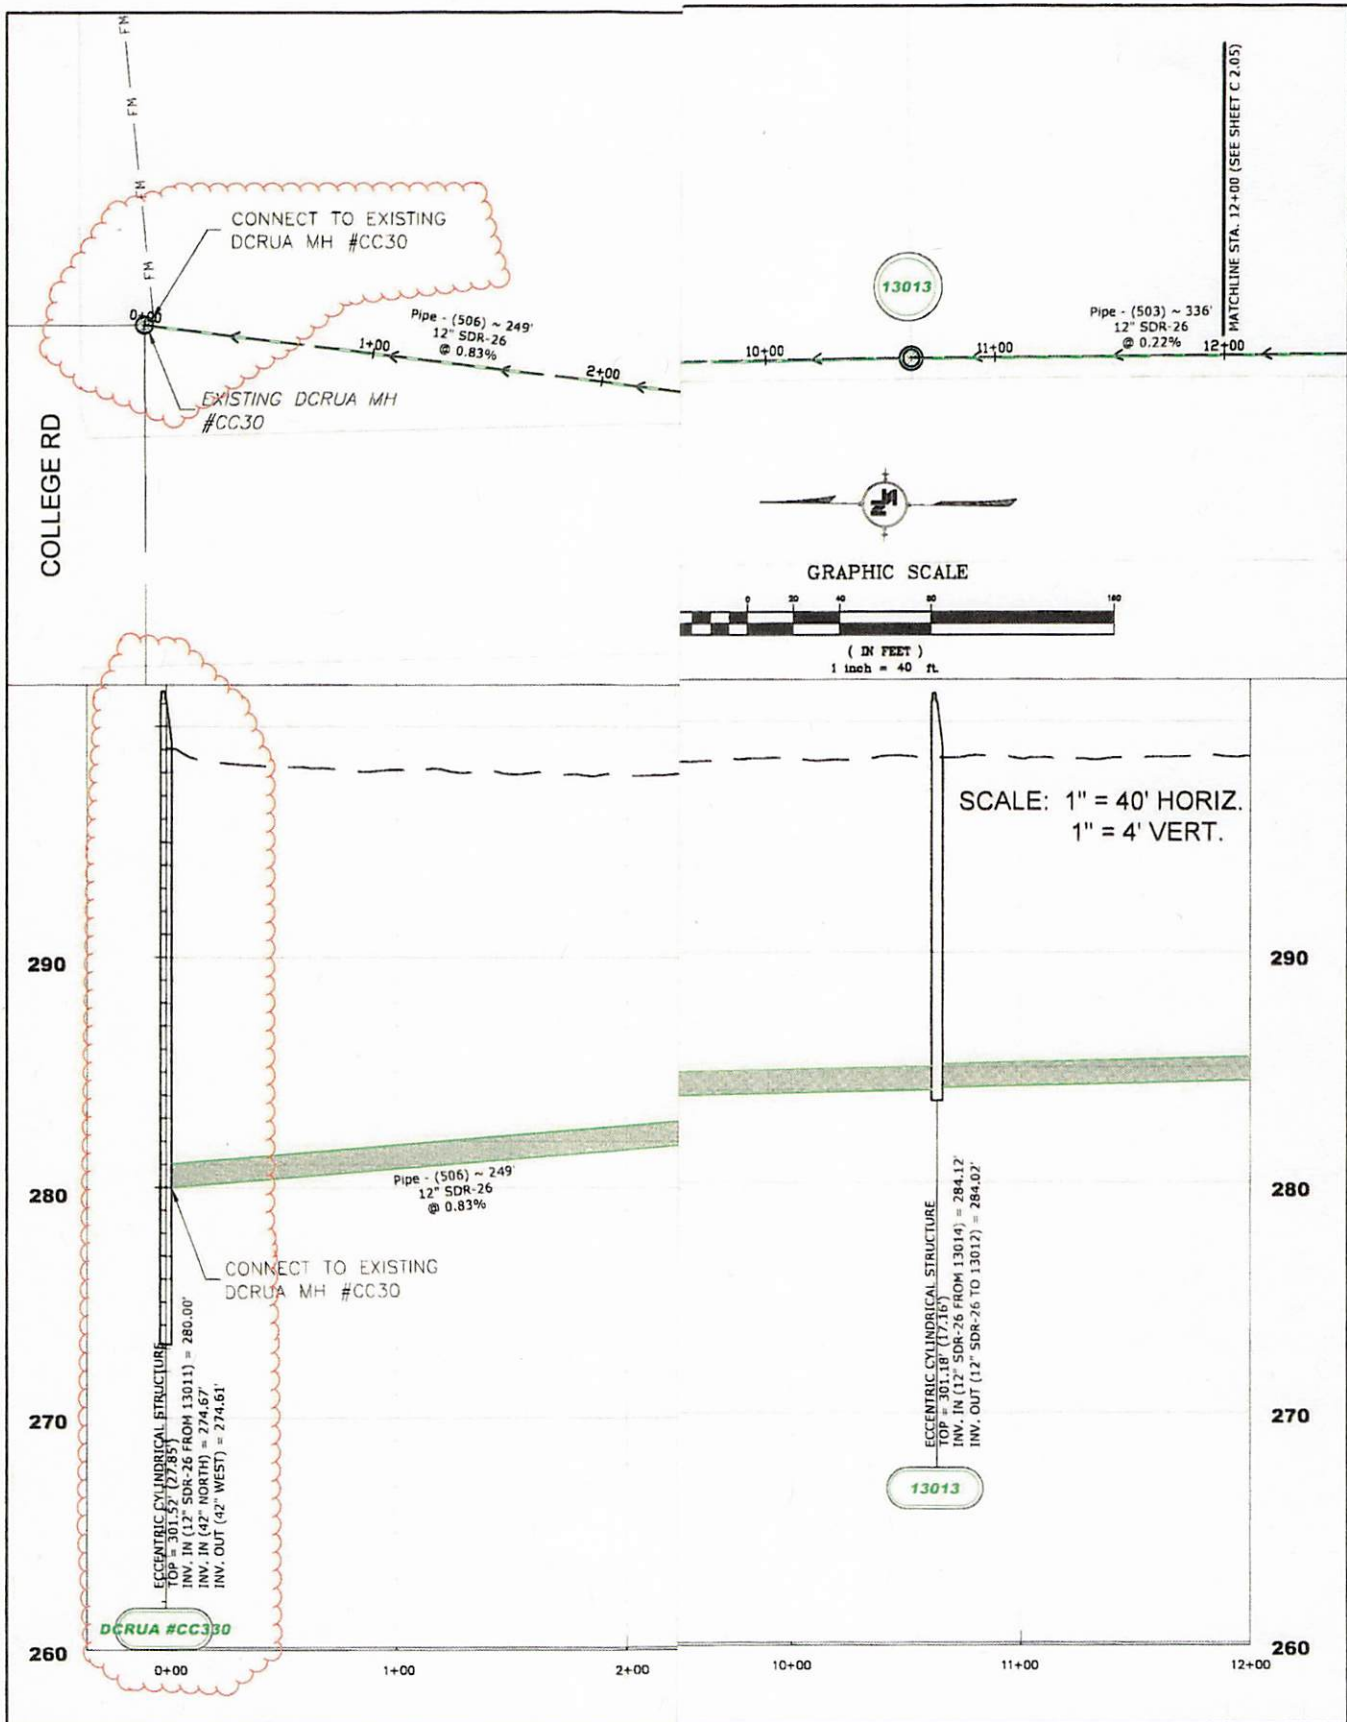 FM
FM
FM
FM
CONNECT TO EXISTING
DCRUA MH #CC30
0+00
Pipe - (506) ~ 249'
12" SDR-26
@ 0.83%
1+00
2+00
EXISTING DCRUA MH
#CC30
COLLEGE RD
13013
Pipe - (503) ~ 336'
12" SDR-26
@ 0.22%
10+00
11+00
12+00
MATCHLINE STA. 12+00 (SEE SHEET C 2.05)
GRAPHIC SCALE
0 20 40 80 160
( IN FEET )
1 inch = 40 ft.
SCALE: 1" = 40' HORIZ.
1" = 4' VERT.
290
280
270
260
Pipe - (506) ~ 249'
12" SDR-26
@ 0.83%
CONNECT TO EXISTING
DCRUA MH #CC30
ECCENTRIC CYLINDRICAL STRUCTURE
TOP = 301.52' (27.85')
INV. IN (12" SDR-26 FROM 13011) = 280.00'
INV. IN (42" NORTH) = 274.67'
INV. OUT (42" WEST) = 274.61'
DCRUA #CC330
0+00
1+00
2+00
ECCENTRIC CYLINDRICAL STRUCTURE
TOP = 301.18' (17.16')
INV. IN (12" SDR-26 FROM 13014) = 284.12'
INV. OUT (12" SDR-26 TO 13012) = 284.02'
13013
10+00
11+00
12+00
290
280
270
260